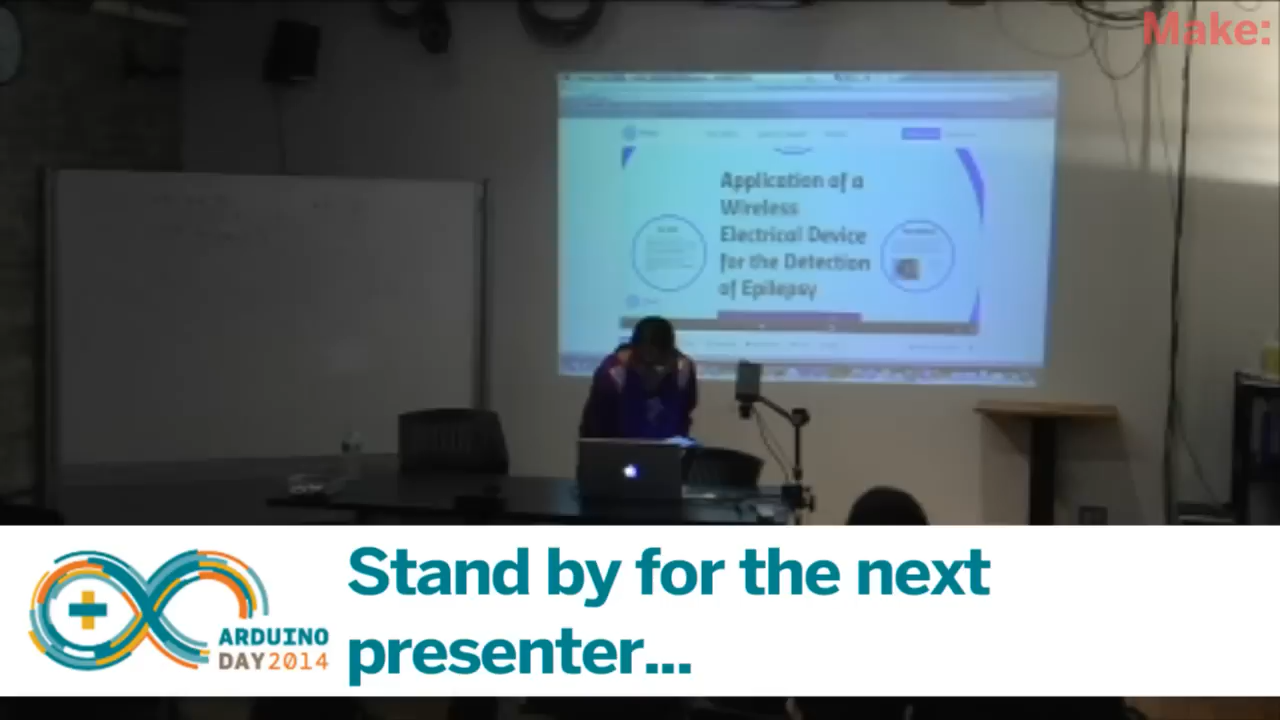 Make:
Application of a
Wireless
Electrical Device
for the Detection
of Epilepsy
Stand by for the next
presenter...
ARDUINO
DAY2014